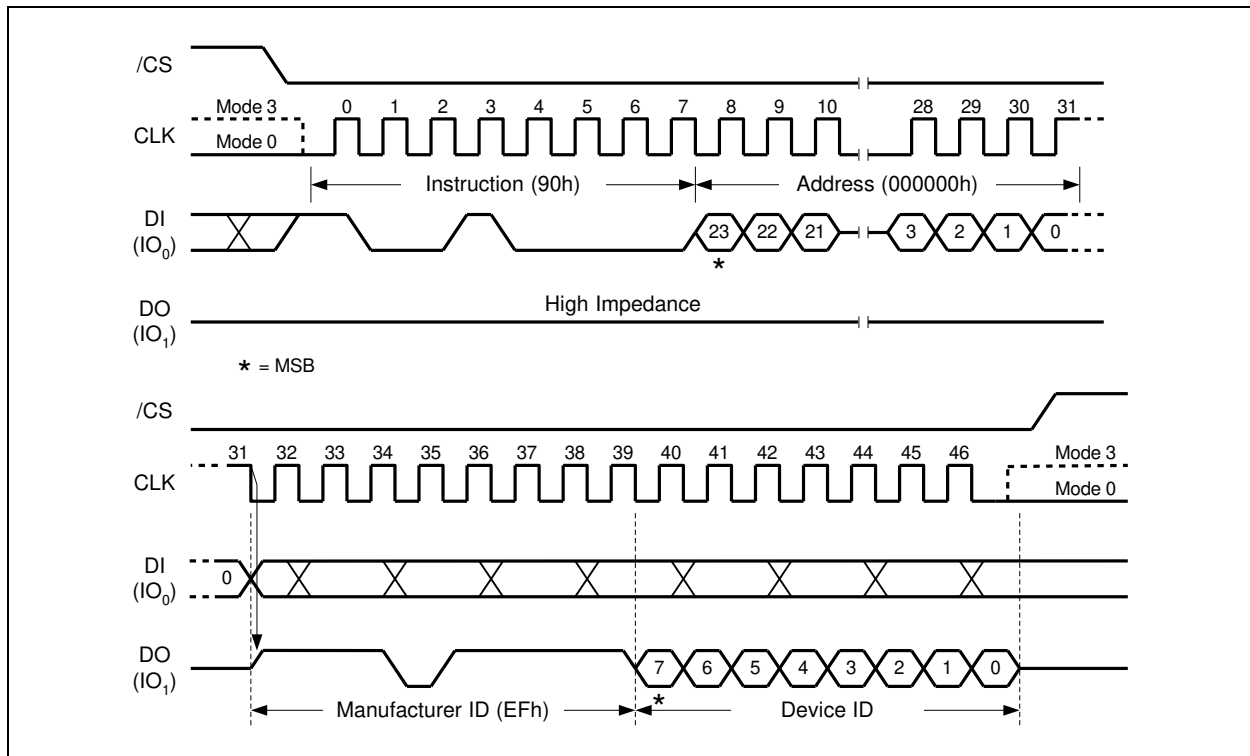 /CS
Mode 3
0 1 2 3 4 5 6 7 8 9 10 28 29 30 31
CLK
Mode 0
Instruction (90h) Address (000000h)
DI
(IO0)
23 22 21 3 2 1 0
*
High Impedance
DO
(IO1)
* = MSB
/CS
31 32 33 34 35 36 37 38 39 40 41 42 43 44 45 46
Mode 3
CLK
Mode 0
DI
(IO0)
0
DO
(IO1)
7 6 5 4 3 2 1 0
*
Manufacturer ID (EFh) Device ID